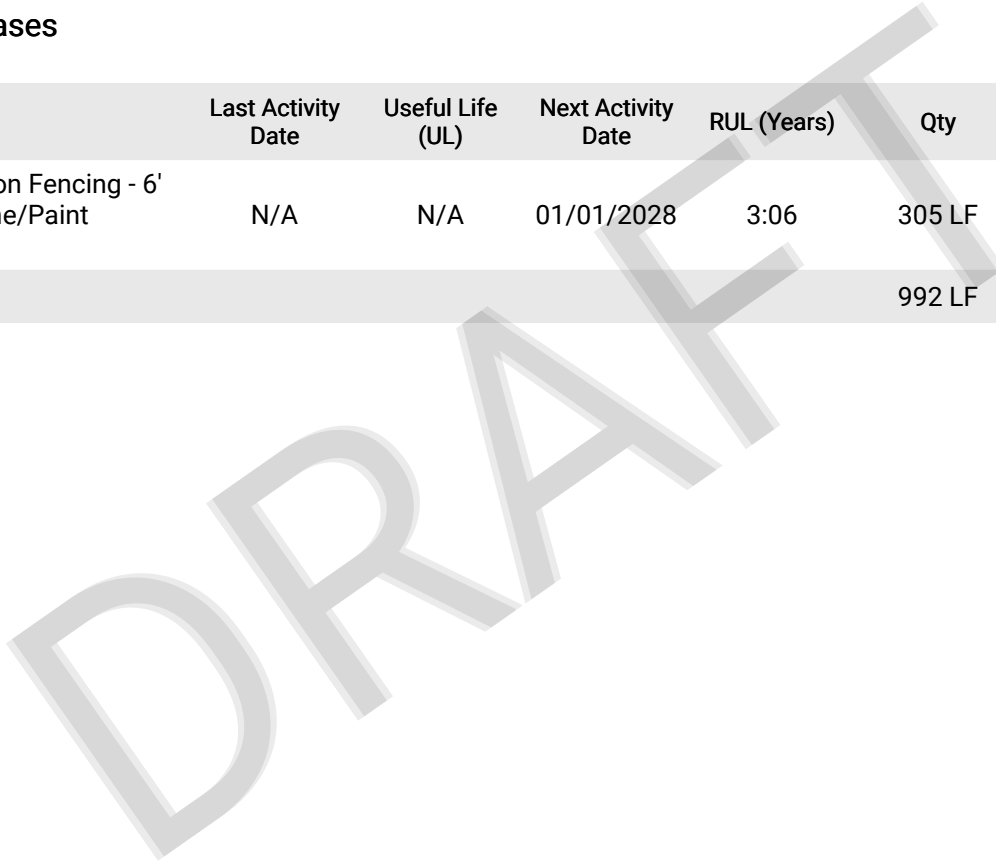 ases
Last Activity Date Useful Life (UL) Next Activity Date RUL (Years) Qty
on Fencing - 6'
e/Paint N/A N/A 01/01/2028 3:06 305 LF
992 LF
DRAFT